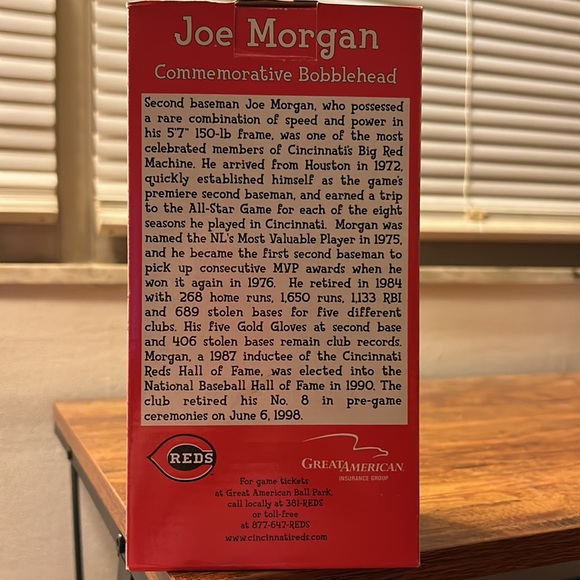 Joe Morgan
Commemorative Bobblehead
Second baseman Joe Morgan, who possessed
a rare combination of speed and power in
his 5'7" 150-lb frame, was one of the most
celebrated members of Cincinnati's Big Red
Machine. He arrived from Houston in 1972,
quickly established himself as the game's
premiere second baseman, and earned a trip
to the All-Star Game for each of the eight
seasons he played in Cincinnati. Morgan was
named the NL's Most Valuable Player in 1975,
and he became the first second baseman to
pick up consecutive MVP awards when he
won it again in 1976. He retired in 1984
with 268 home runs, 1,650 runs, 1,133 RBI
and 689 stolen bases for five different
clubs. His five Gold Gloves at second base
and 406 stolen bases remain club records.
Morgan, a 1987 inductee of the Cincinnati
Reds Hall of Fame, was elected into the
National Baseball Hall of Fame in 1990. The
club retired his No. 8 in pre-game
ceremonies on June 6, 1998.
REDS
GREATAMERICAN
INSURANCE GROUP
For game tickets
at Great American Ball Park,
call locally at 381-REDS
or toll-free
at 877-647-REDS
www.cincinnatireds.com